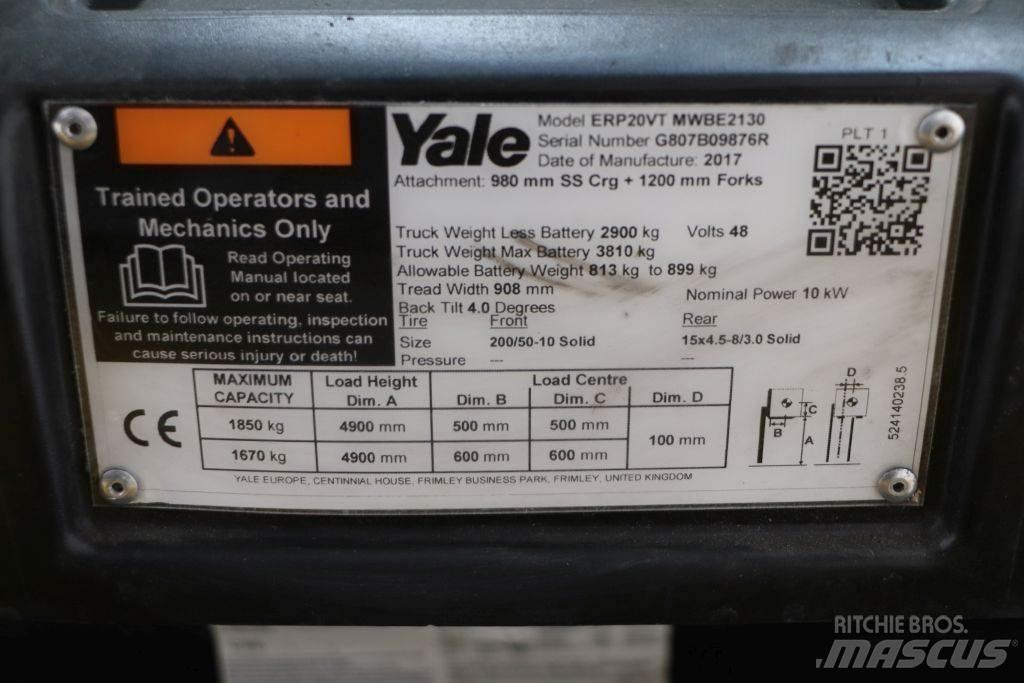 Trained Operators and
Mechanics Only
Read Operating
Manual located
on or near seat.
Failure to follow operating, inspection
and maintenance instructions can
cause serious injury or death!
Yale
Model ERP20VT MWBE2130
Serial Number G807B09876R
Date of Manufacture: 2017
Attachment: 980 mm SS Crg + 1200 mm Forks
PLT 1
Truck Weight Less Battery 2900 kg Volts 48
Truck Weight Max Battery 3810 kg
Allowable Battery Weight 813 kg to 899 kg
Tread Width 908 mm Nominal Power 10 kW
Back Tilt 4.0 Degrees
Tire Front Rear
Size 200/50-10 Solid 15x4.5-8/3.0 Solid
Pressure --- ---
CE
MAXIMUM CAPACITY Load Height Dim. A Load Centre Dim. B Dim. C Dim. D
1850 kg 4900 mm 500 mm 500 mm 100 mm
1670 kg 4900 mm 600 mm 600 mm
D
C
B
A
524140238.5
YALE EUROPE, CENTINNIAL HOUSE, FRIMLEY BUSINESS PARK, FRIMLEY, UNITED KINGDOM
RITCHIE BROS.
MASCUS